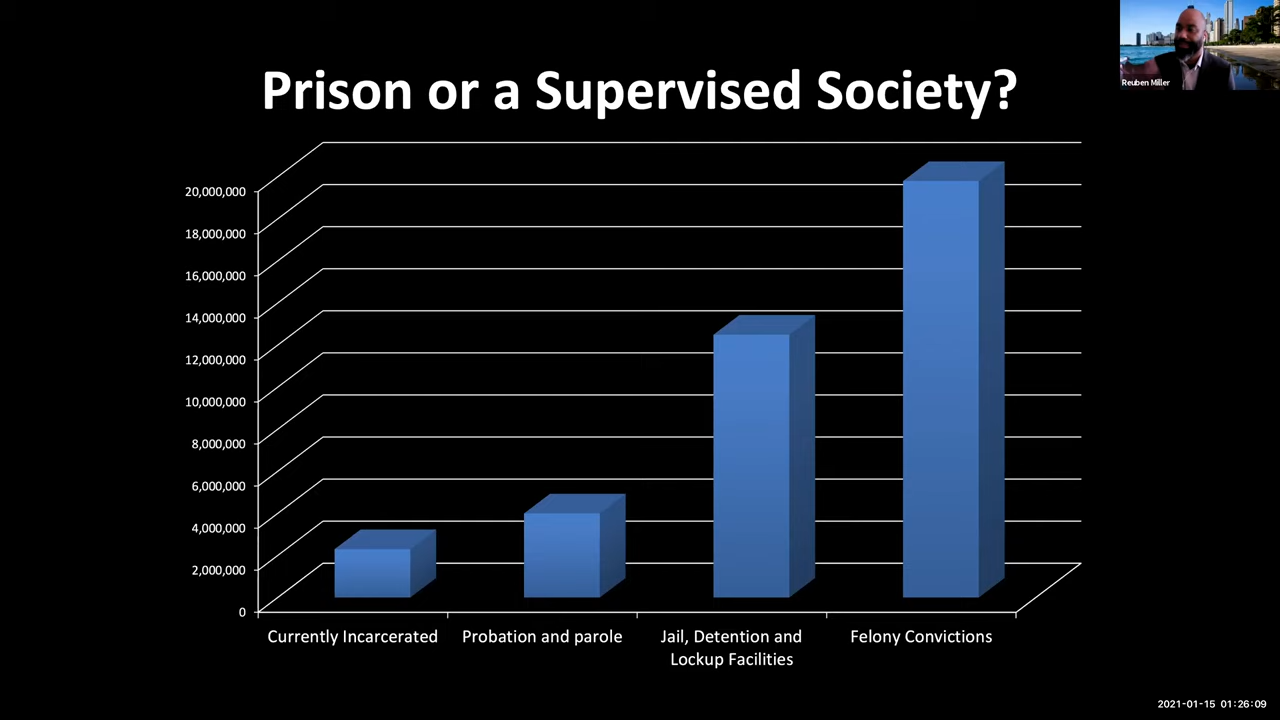 Reuben Miller
Prison or a Supervised Society?
20,000,000
18,000,000
16,000,000
14,000,000
12,000,000
10,000,000
8,000,000
6,000,000
4,000,000
2,000,000
0
Currently Incarcerated
Probation and parole
Jail, Detention and
Lockup Facilities
Felony Convictions
2021-01-15 01:26:09